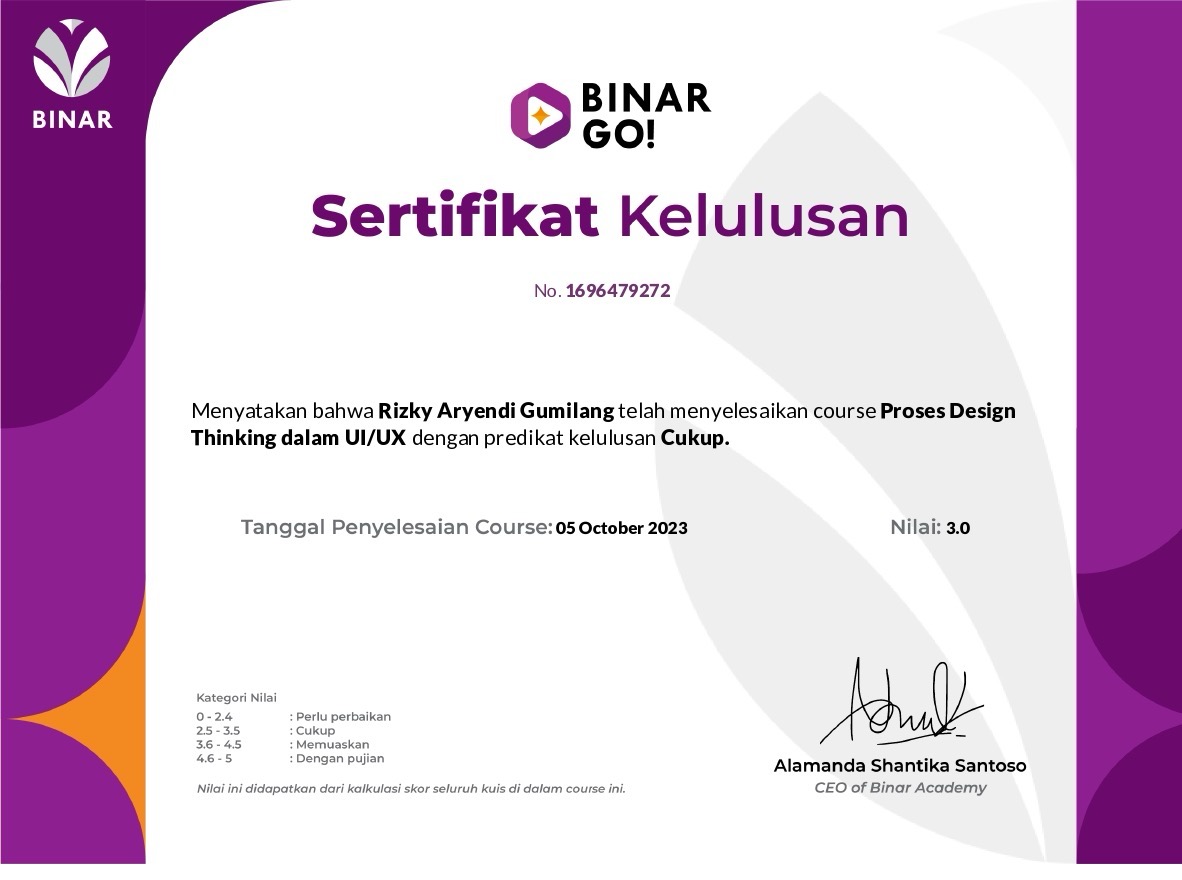 BINAR
BINAR
GO!
Sertifikat Kelulusan
No. 1696479272
Menyatakan bahwa Rizky Aryendi Gumilang telah menyelesaikan course Proses Design
Thinking dalam UI/UX dengan predikat kelulusan Cukup.
Tanggal Penyelesaian Course: 05 October 2023 Nilai: 3.0
Kategori Nilai
0 - 2.4 : Perlu perbaikan
2.5 - 3.5 : Cukup
3.6 - 4.5 : Memuaskan
4.6 - 5 : Dengan pujian
Nilai ini didapatkan dari kalkulasi skor seluruh kuis di dalam course ini.
Alamanda Shantika Santoso
CEO of Binar Academy